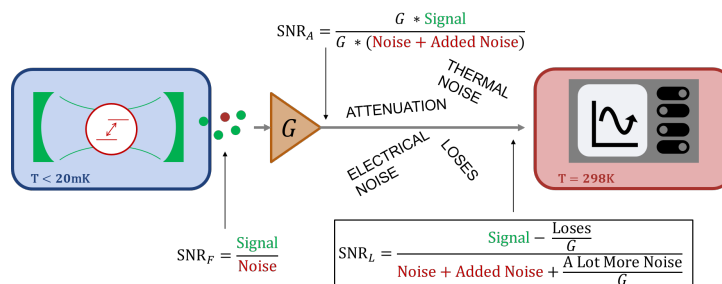 SNR_A = G * Signal / G * (Noise + Added Noise)
THERMAL NOISE
ATTENUATION
G
ELECTRICAL NOISE
LOSES
T < 20mK
T = 298K
SNR_F = Signal / Noise
SNR_L = Signal − Loses / G / Noise + Added Noise + A Lot More Noise / G